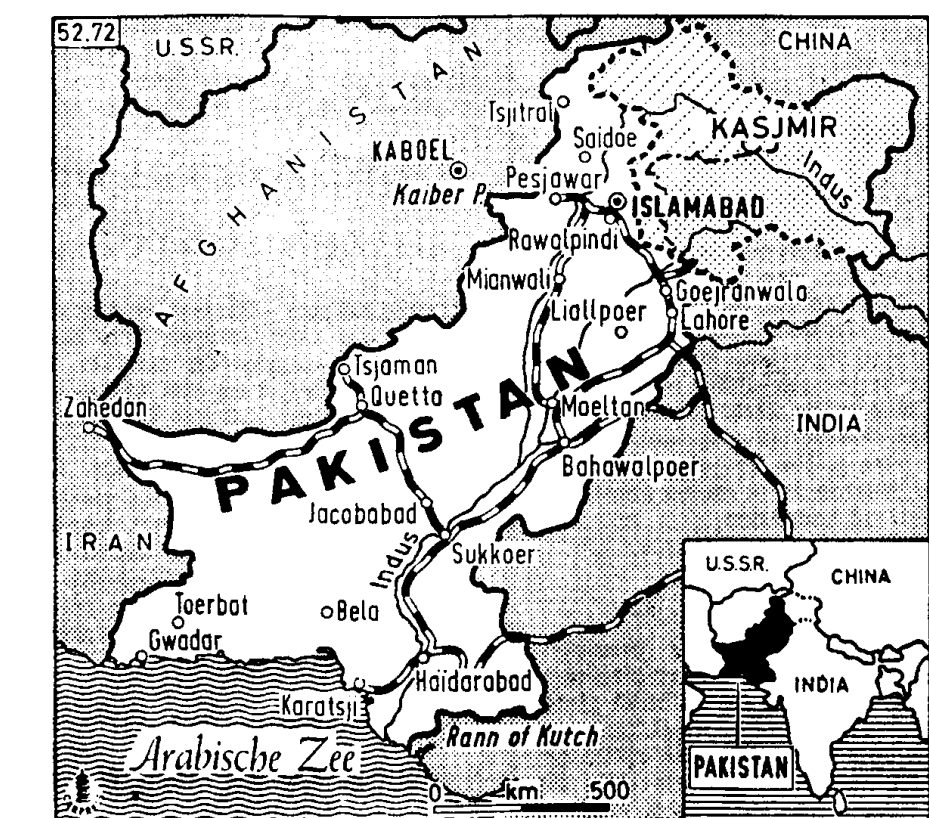 52.72
U.S.S.R.
CHINA
AFGHANISTAN
Tsjitral
KASJMIR
Saidoe
KABOEL
Indus
Kaiber P.
Pesjawar
ISLAMABAD
Rawalpindi
Mianwali
Goejranwala
Liallpoer
Lahore
Tsjaman
Quetta
Zahedan
PAKISTAN
Moeltan
INDIA
Bahawalpoer
Jacobabad
IRAN
Indus
Sukkoer
U.S.S.R.
CHINA
Toerbat
Bela
Gwadar
Haidarabad
INDIA
Karatsji
Rann of Kutch
Arabische Zee
PAKISTAN
0 km 500